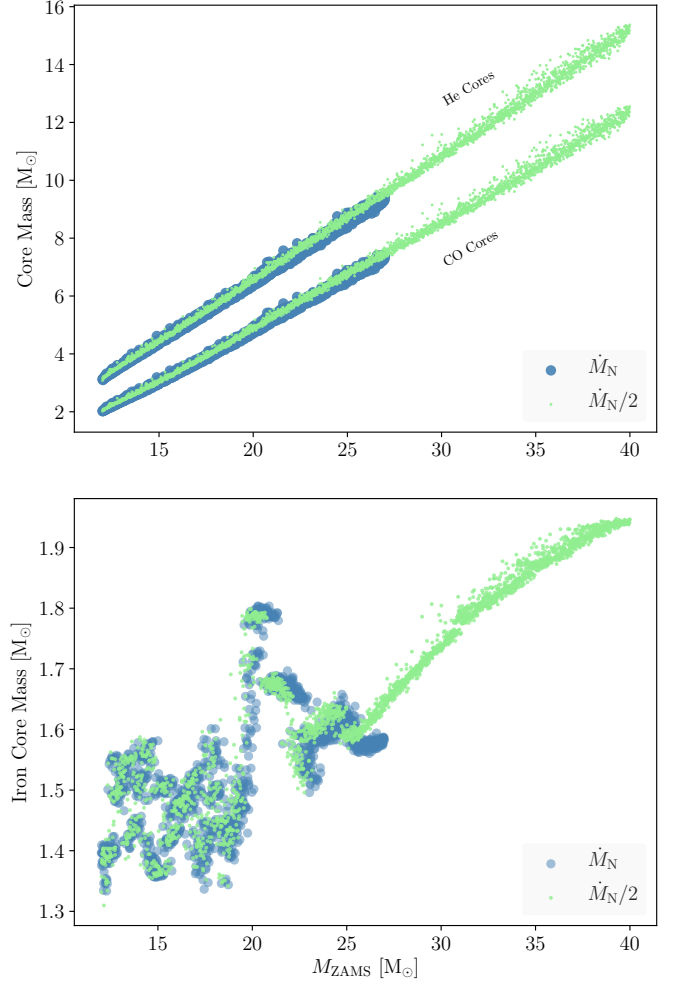 16
14
12
10
8
6
4
2
Core Mass [M⊙]
He Cores
CO Cores
Ṁ_N
Ṁ_N/2
15 20 25 30 35 40
1.9
1.8
1.7
1.6
1.5
1.4
1.3
Iron Core Mass [M⊙]
Ṁ_N
Ṁ_N/2
15 20 25 30 35 40
M_ZAMS [M⊙]